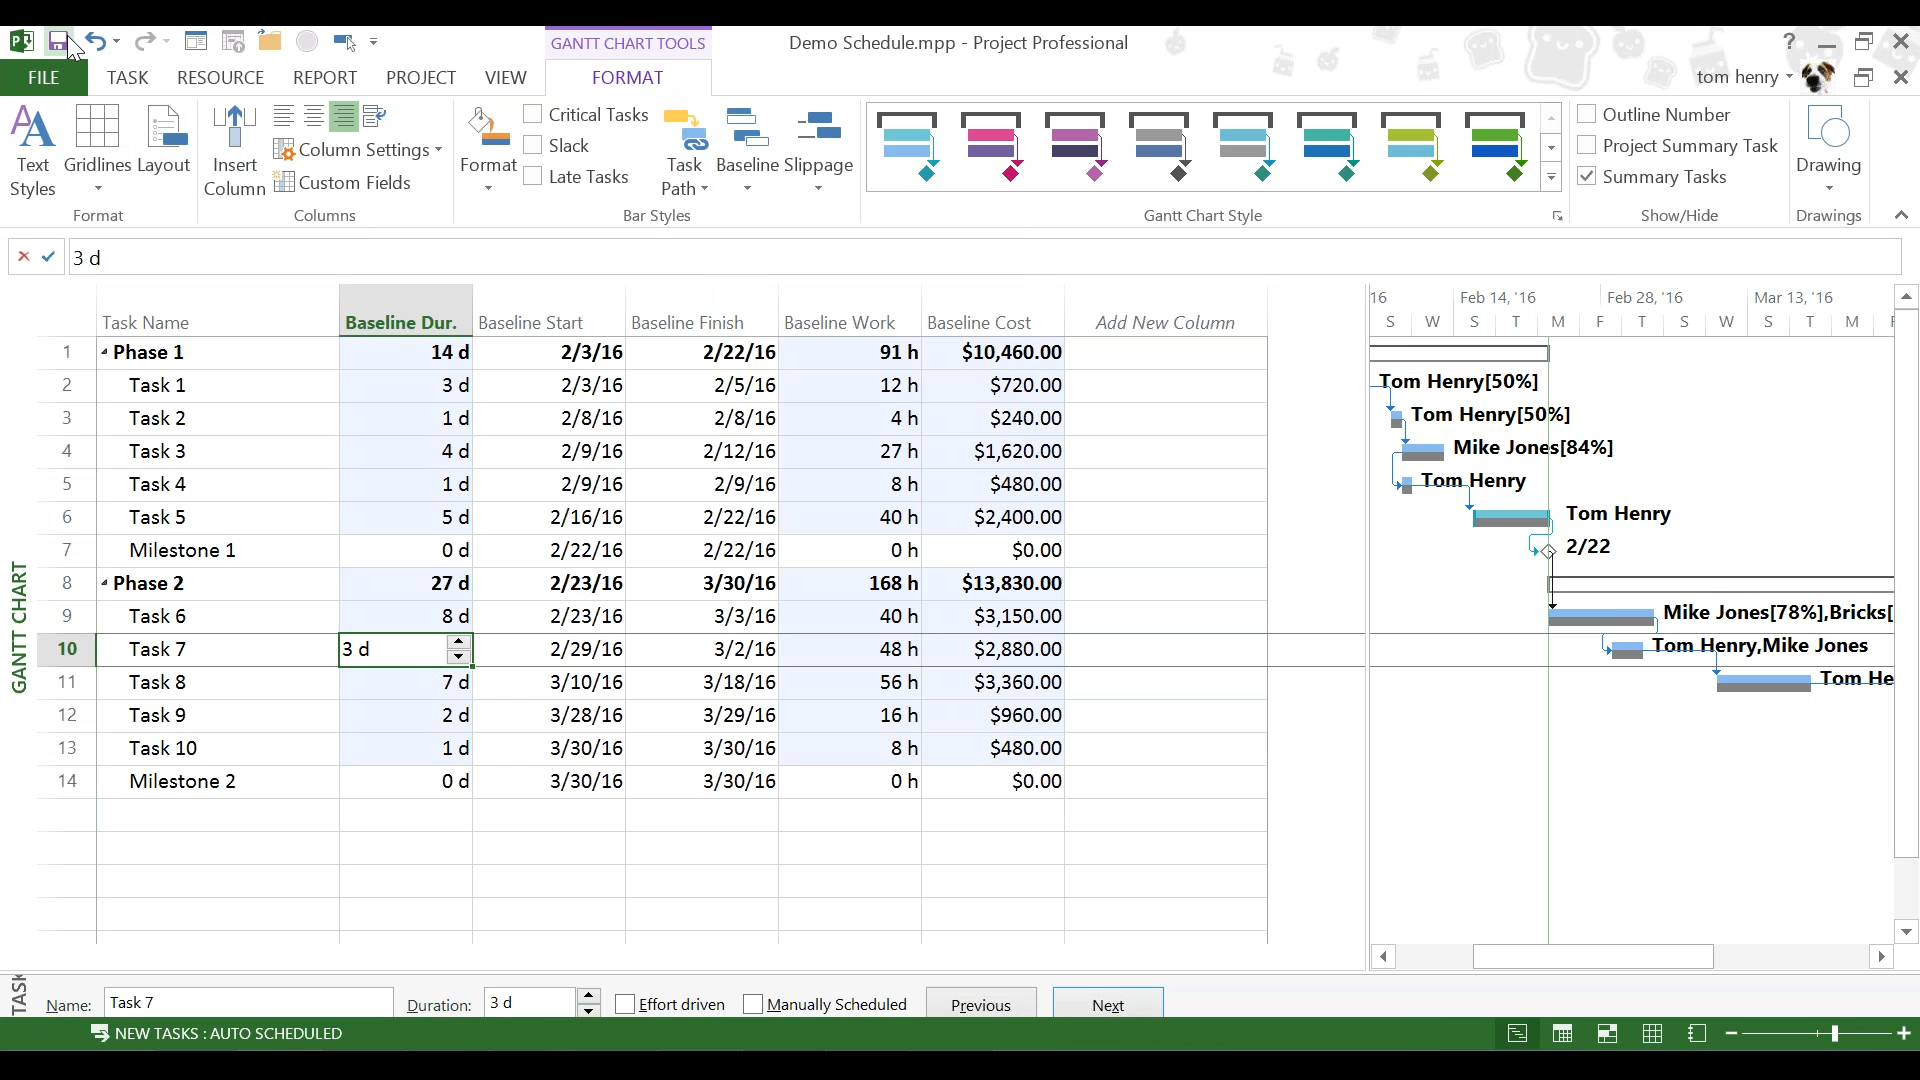 GANTT CHART TOOLS
Demo Schedule.mpp - Project Professional
?
FILE TASK RESOURCE REPORT PROJECT VIEW FORMAT
tom henry
Text Styles
Gridlines
Layout
Format
Insert Column
Column Settings
Custom Fields
Columns
Format
Critical Tasks
Slack
Late Tasks
Task Path
Baseline
Slippage
Bar Styles
Gantt Chart Style
Outline Number
Project Summary Task
Summary Tasks
Show/Hide
Drawing
Drawings
3 d
16 Feb 14, '16 Feb 28, '16 Mar 13, '16
Task Name Baseline Dur. Baseline Start Baseline Finish Baseline Work Baseline Cost Add New Column
S W S T M F T S W S T M F
1 Phase 1 14 d 2/3/16 2/22/16 91 h $10,460.00
2 Task 1 3 d 2/3/16 2/5/16 12 h $720.00 Tom Henry[50%]
3 Task 2 1 d 2/8/16 2/8/16 4 h $240.00 Tom Henry[50%]
4 Task 3 4 d 2/9/16 2/12/16 27 h $1,620.00 Mike Jones[84%]
5 Task 4 1 d 2/9/16 2/9/16 8 h $480.00 Tom Henry
6 Task 5 5 d 2/16/16 2/22/16 40 h $2,400.00 Tom Henry
7 Milestone 1 0 d 2/22/16 2/22/16 0 h $0.00 2/22
8 Phase 2 27 d 2/23/16 3/30/16 168 h $13,830.00
9 Task 6 8 d 2/23/16 3/3/16 40 h $3,150.00 Mike Jones[78%],Bricks[
10 Task 7 3 d 2/29/16 3/2/16 48 h $2,880.00 Tom Henry,Mike Jones
11 Task 8 7 d 3/10/16 3/18/16 56 h $3,360.00 Tom He
12 Task 9 2 d 3/28/16 3/29/16 16 h $960.00
13 Task 10 1 d 3/30/16 3/30/16 8 h $480.00
14 Milestone 2 0 d 3/30/16 3/30/16 0 h $0.00
GANTT CHART
TASK
Name: Task 7 Duration: 3 d Effort driven Manually Scheduled Previous Next
NEW TASKS : AUTO SCHEDULED